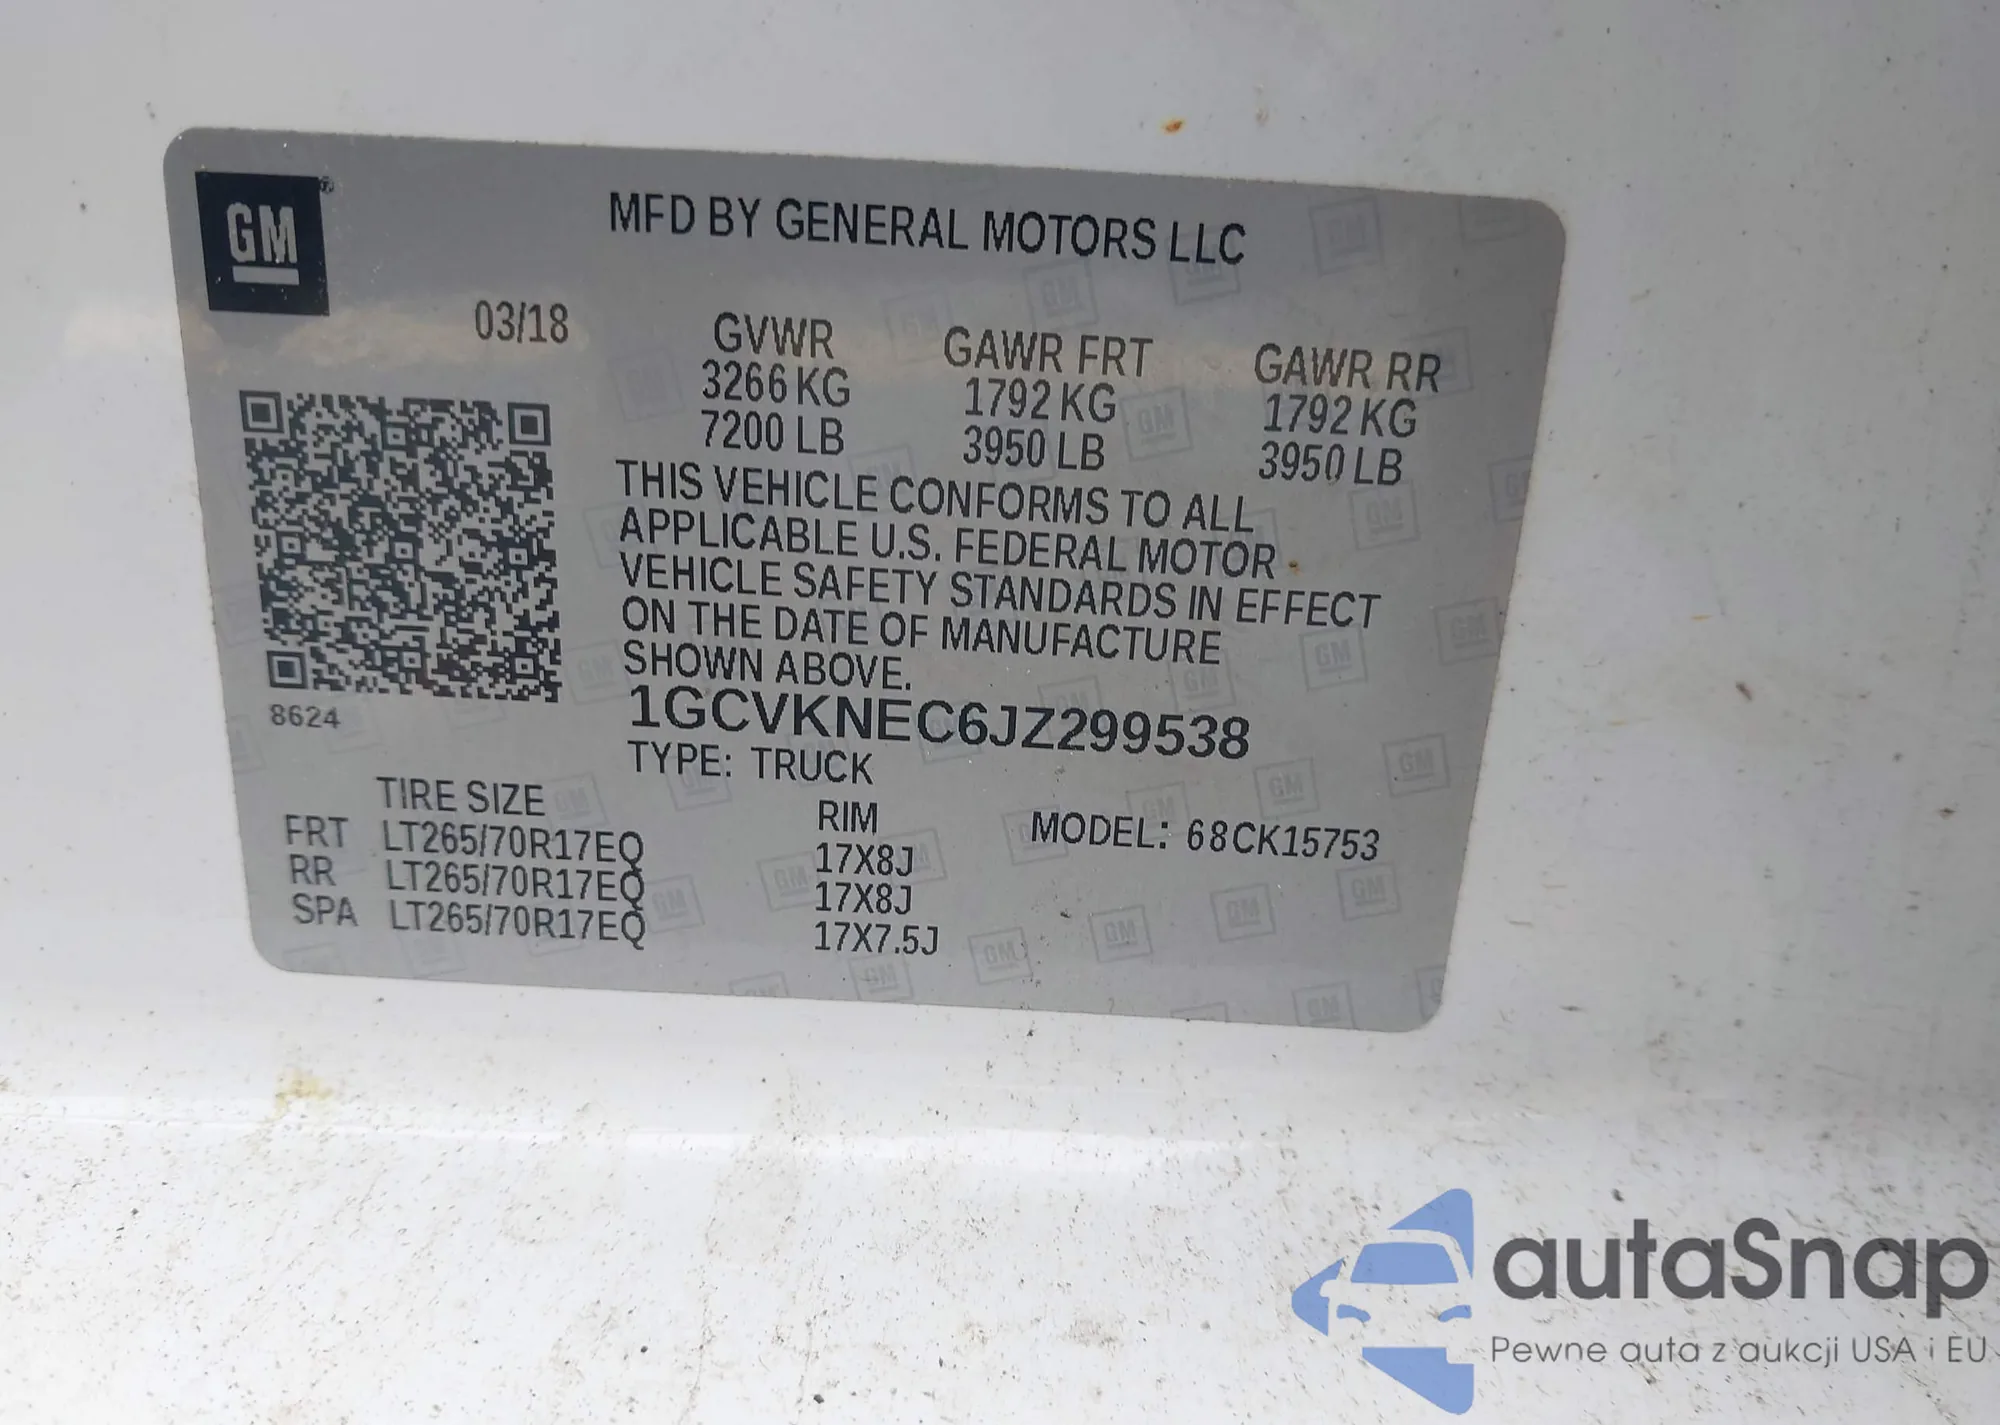 GM
MFD BY GENERAL MOTORS LLC
03/18
GVWR GAWR FRT GAWR RR
3266 KG 1792 KG 1792 KG
7200 LB 3950 LB 3950 LB
THIS VEHICLE CONFORMS TO ALL
APPLICABLE U.S. FEDERAL MOTOR
VEHICLE SAFETY STANDARDS IN EFFECT
ON THE DATE OF MANUFACTURE
SHOWN ABOVE.
8624
1GCVKNEC6JZ299538
TYPE: TRUCK
TIRE SIZE RIM
FRT LT265/70R17EQ 17X8J
MODEL: 68CK15753
RR LT265/70R17EQ 17X8J
SPA LT265/70R17EQ 17X7.5J
autaSnap
Pewne auta z aukcji USA i EU